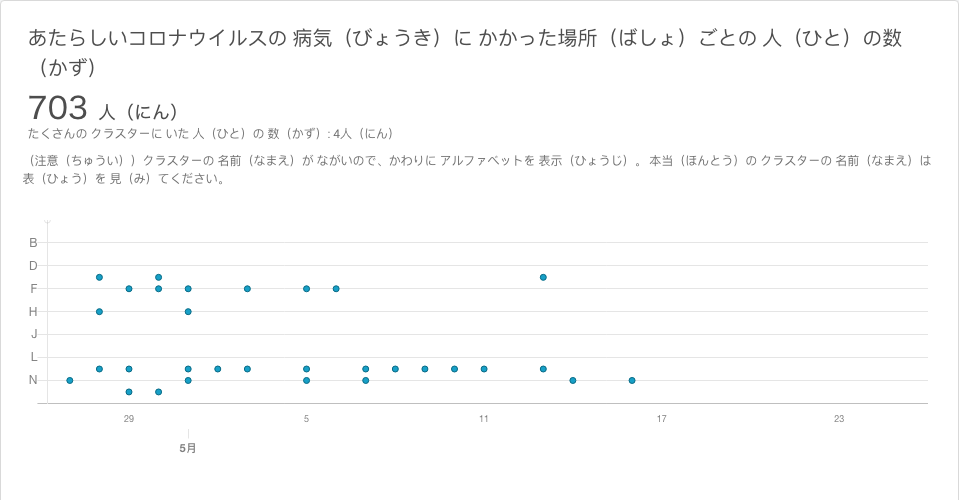 あたらしいコロナウイルスの 病気（びょうき）に かかった場所（ばしょ）ごとの 人（ひと）の数
（かず）
703 人（にん）
たくさんの クラスターに いた 人（ひと）の 数（かず）: 4人（にん）
（注意（ちゅうい））クラスターの 名前（なまえ）が ながいので、かわりに アルファベットを 表示（ひょうじ）。 本当（ほんとう）の クラスターの 名前（なまえ）は
表（ひょう）を 見（み）てください。
B
D
F
H
J
L
N
29 5 11 17 23
5月